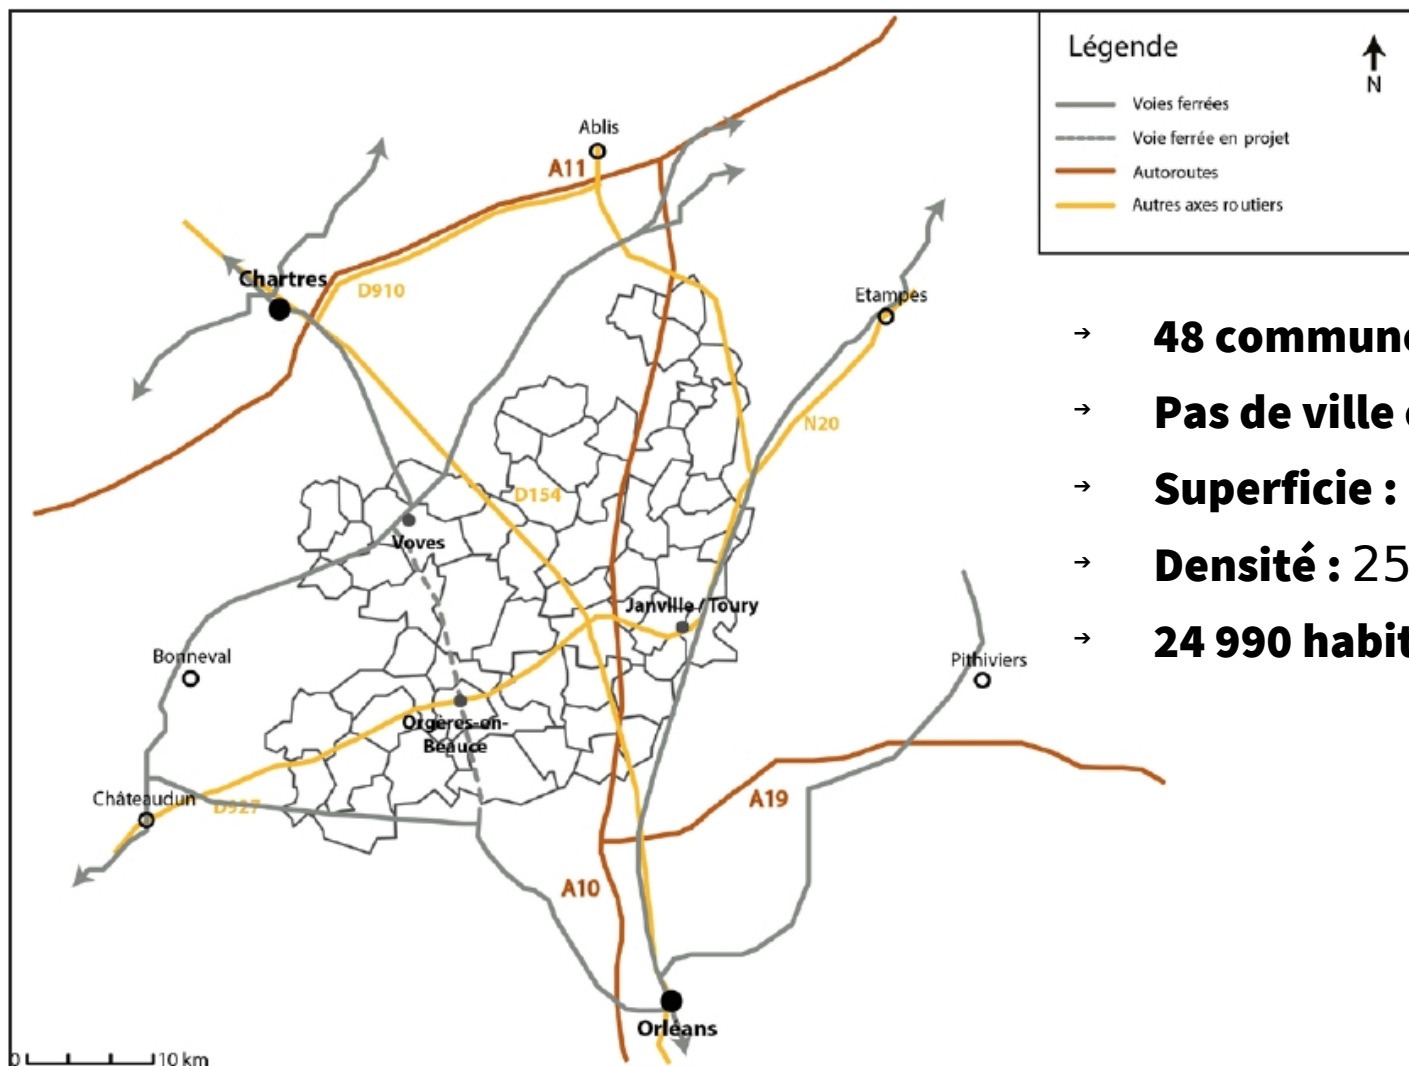 Légende
N
Voies ferrées
Voie ferrée en projet
Autoroutes
Autres axes routiers
Ablis
A11
Chartres
D910
Etampes
N20
D154
Voves
Janville / Toury
Bonneval
Pithiviers
Orgères-en-
Beauce
Châteaudun
D927
A19
A10
Orléans
0
10 km
→ 48 commun
→ Pas de ville
→ Superficie :
→ Densité : 25
→ 24 990 habit